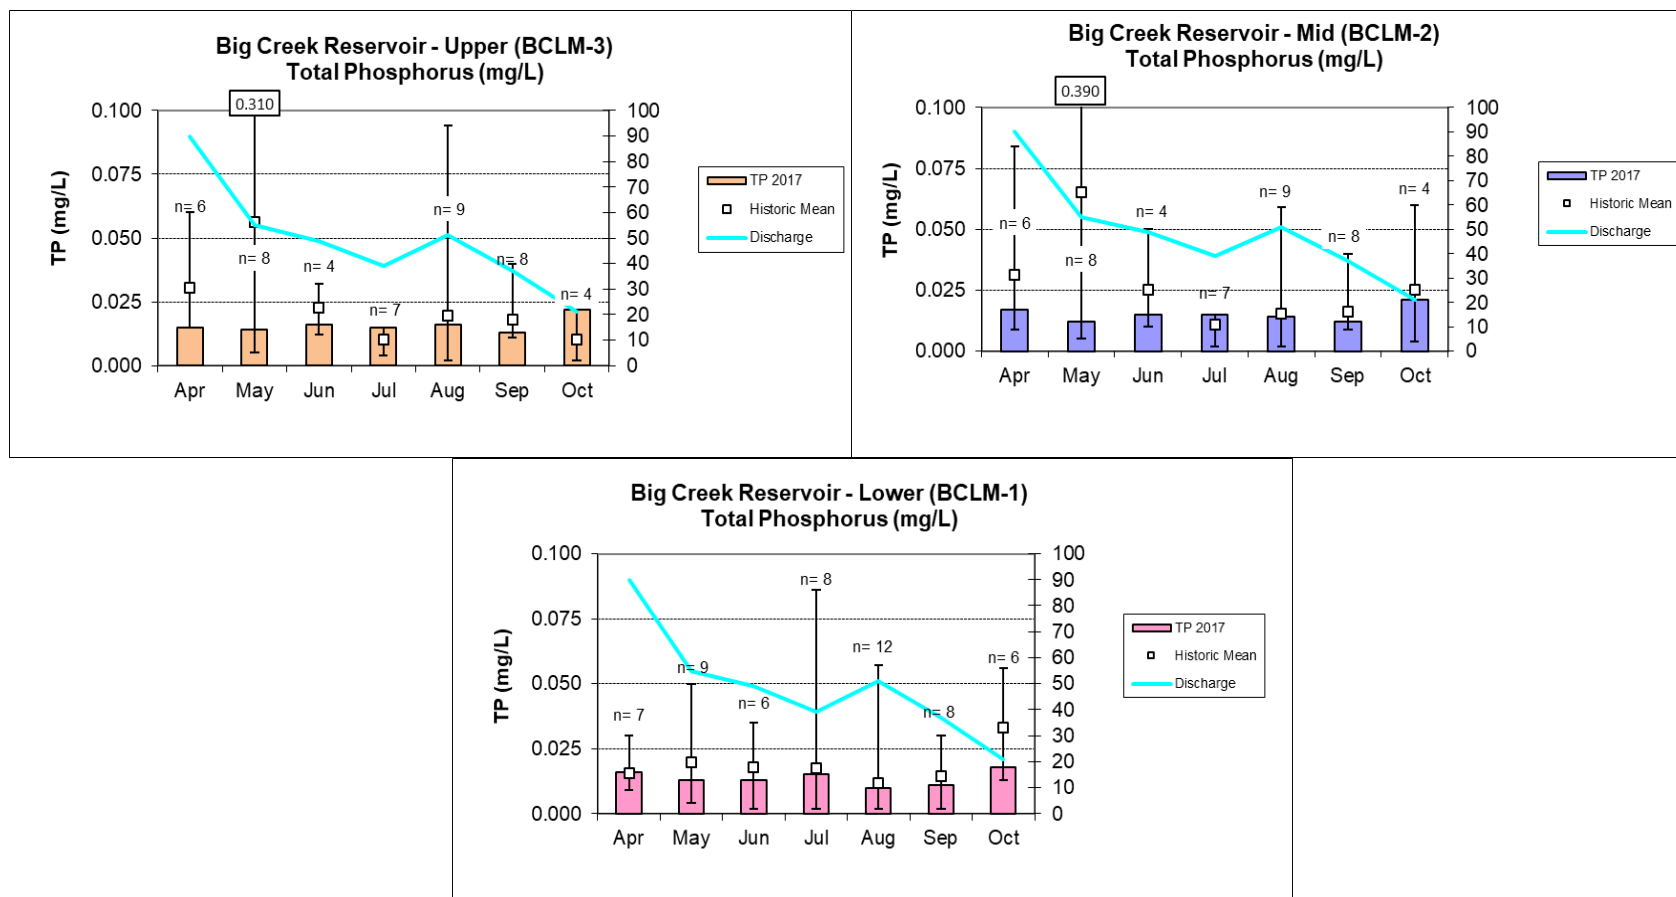 Big Creek Reservoir - Upper (BCLM-3)
Total Phosphorus (mg/L)
0.310
0.100
0.075
0.050
0.025
0.000
TP (mg/L)
100
90
80
70
60
50
40
30
20
10
0
n= 6
n= 8
n= 4
n= 7
n= 9
n= 8
n= 4
Apr May Jun Jul Aug Sep Oct
TP 2017
Historic Mean
Discharge
Big Creek Reservoir - Mid (BCLM-2)
Total Phosphorus (mg/L)
0.390
0.100
0.075
0.050
0.025
0.000
TP (mg/L)
100
90
80
70
60
50
40
30
20
10
0
n= 6
n= 8
n= 4
n= 7
n= 9
n= 8
n= 4
Apr May Jun Jul Aug Sep Oct
TP 2017
Historic Mean
Discharge
Big Creek Reservoir - Lower (BCLM-1)
Total Phosphorus (mg/L)
0.100
0.075
0.050
0.025
0.000
TP (mg/L)
100
90
80
70
60
50
40
30
20
10
0
n= 7
n= 9
n= 6
n= 8
n= 12
n= 8
n= 6
Apr May Jun Jul Aug Sep Oct
TP 2017
Historic Mean
Discharge